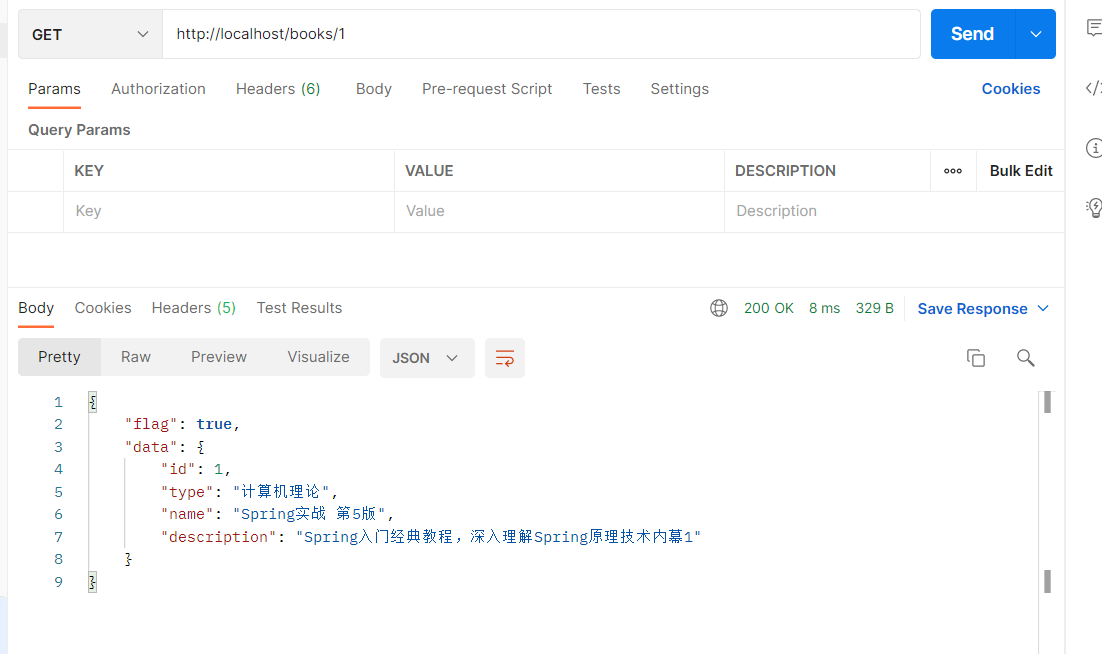 GET http://localhost/books/1 Send
Params Authorization Headers (6) Body Pre-request Script Tests Settings Cookies
Query Params
KEY VALUE DESCRIPTION ooo Bulk Edit
Key Value Description
Body Cookies Headers (5) Test Results 200 OK 8 ms 329 B Save Response
Pretty Raw Preview Visualize JSON
1 {
2 "flag": true,
3 "data": {
4 "id": 1,
5 "type": "计算机理论",
6 "name": "Spring实战 第5版",
7 "description": "Spring入门经典教程，深入理解Spring原理技术内幕1"
8 }
9 }